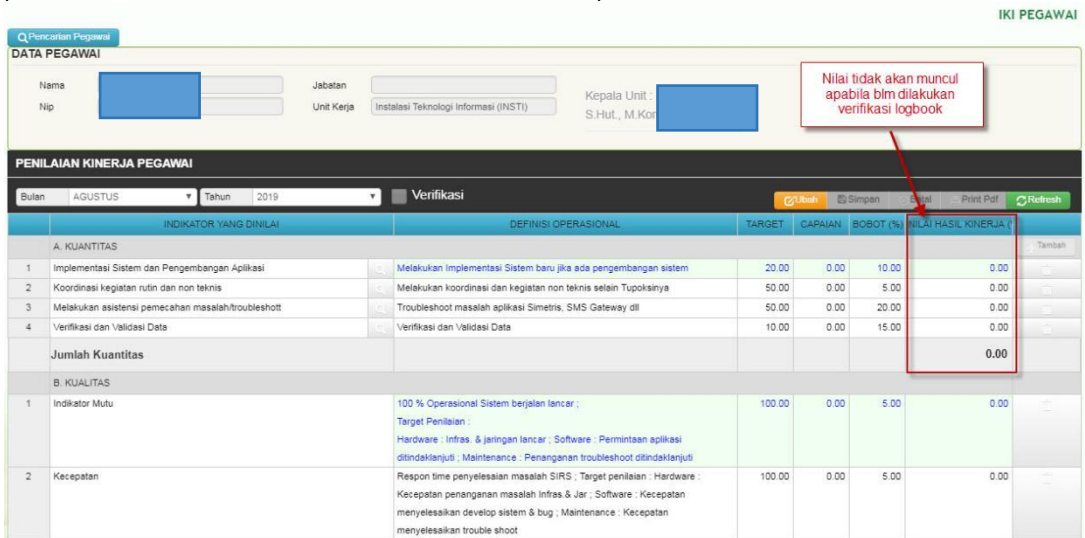 IKI PEGAWAI
Pencarian Pegawai
DATA PEGAWAI
Nama
Jabatan
Nip
Unit Kerja Instalasi Teknologi Informasi (INSTI)
Kepala Unit :
S.Hut., M.Kor
Nilai tidak akan muncul
apabila blm dilakukan
verifikasi logbook
PENILAIAN KINERJA PEGAWAI
Bulan AGUSTUS Tahun 2019 Verifikasi Ubah Simpan Batal Print Pdf Refresh
INDIKATOR YANG DINILAI DEFINISI OPERASIONAL TARGET CAPAIAN BOBOT (%) NILAI HASIL KINERJA (
A. KUANTITAS Tambah
1 Implementasi Sistem dan Pengembangan Aplikasi Melakukan Implementasi Sistem baru jika ada pengembangan sistem 20.00 0.00 10.00 0.00
2 Koordinasi kegiatan rutin dan non teknis Melakukan koordinasi dan kegiatan non teknis selain Tupoksinya 50.00 0.00 5.00 0.00
3 Melakukan asistensi pemecahan masalah/troubleshott Troubleshoot masalah aplikasi Simetris, SMS Gateway dll 50.00 0.00 20.00 0.00
4 Verifikasi dan Validasi Data Verifikasi dan Validasi Data 10.00 0.00 15.00 0.00
Jumlah Kuantitas 0.00
B. KUALITAS
1 Indikator Mutu 100 % Operasional Sistem berjalan lancar ; 100.00 0.00 5.00 0.00
Target Penilaian :
Hardware : Infras. & jaringan lancar ; Software : Permintaan aplikasi
ditindaklanjuti ; Maintenance : Penanganan troubleshoot ditindaklanjuti
2 Kecepatan Respon time penyelesaian masalah SIRS ; Target penilaian : Hardware : 100.00 0.00 5.00 0.00
Kecepatan penanganan masalah Infras.& Jar ; Software : Kecepatan
menyelesaikan develop sistem & bug ; Maintenance : Kecepatan
menyelesaikan trouble shoot